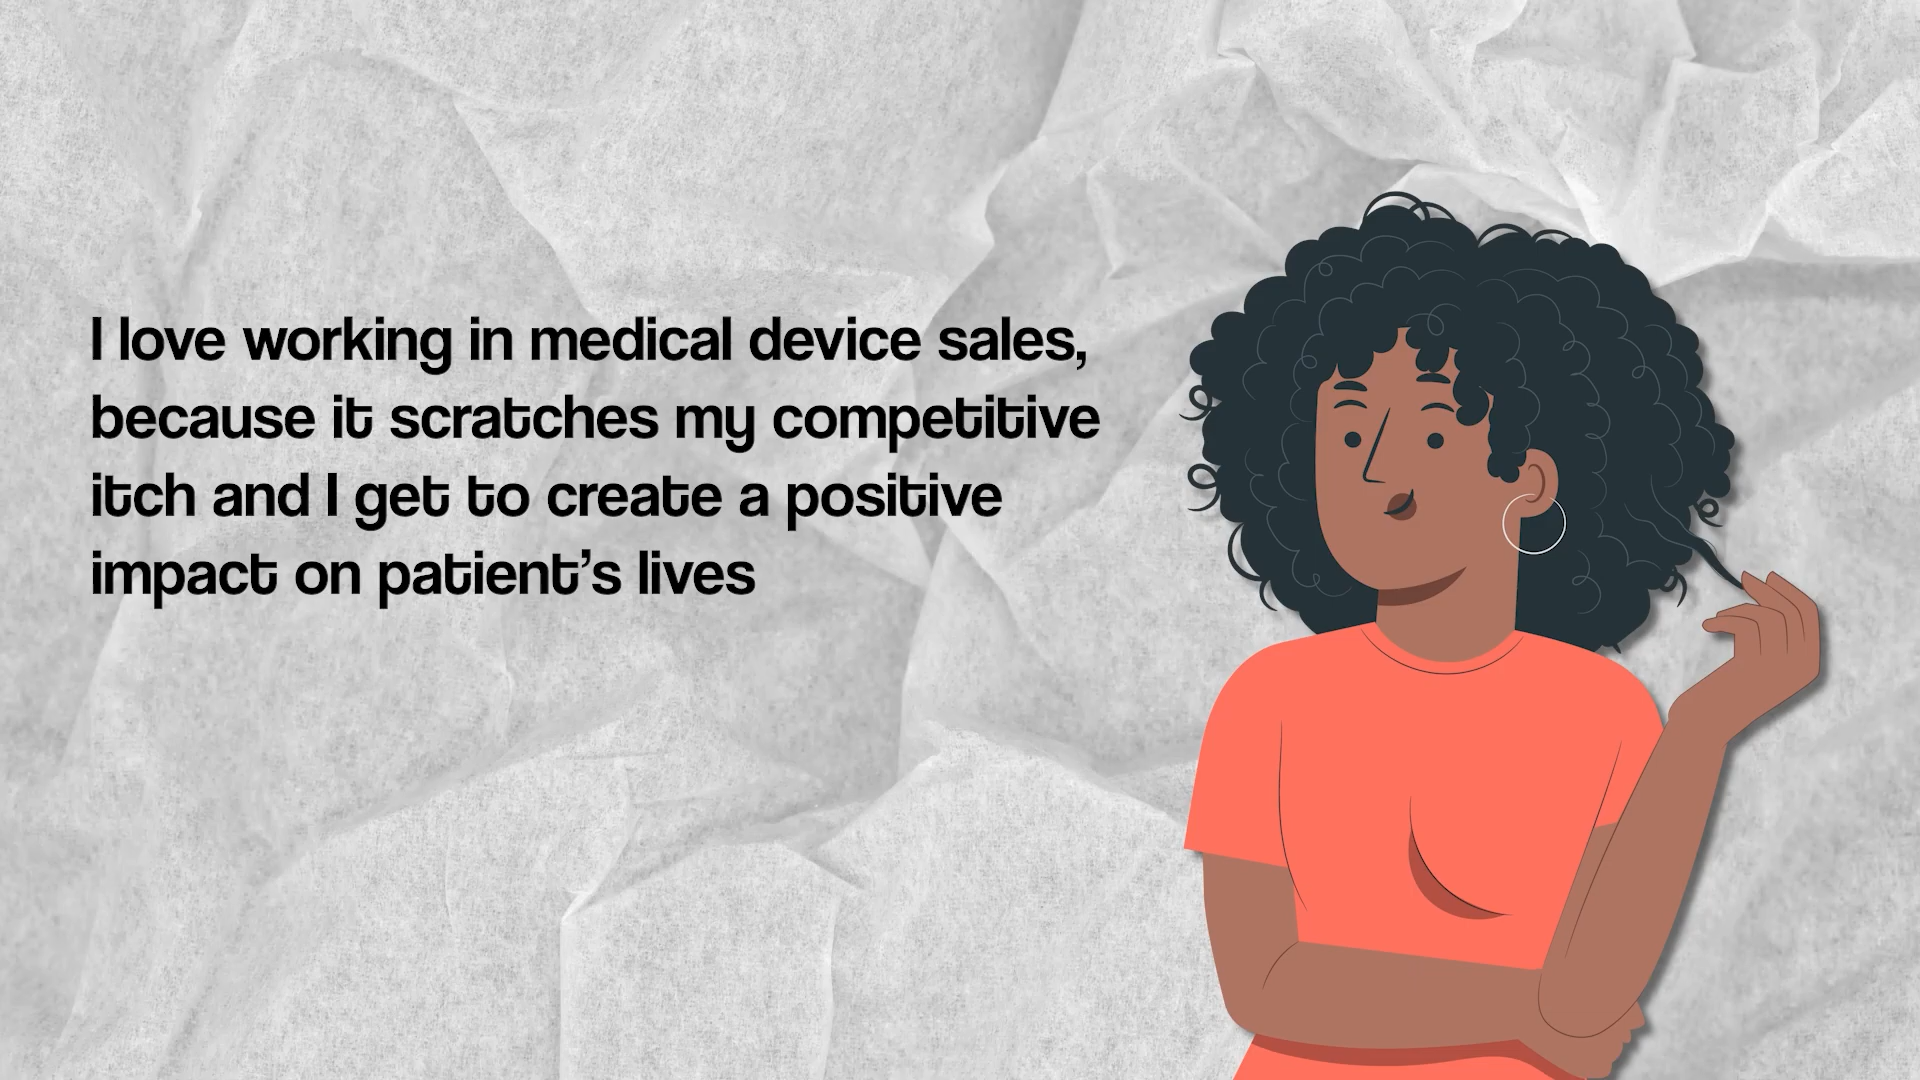 I love working in medical device sales,
because it scratches my competitive
itch and I get to create a positive
impact on patient’s lives